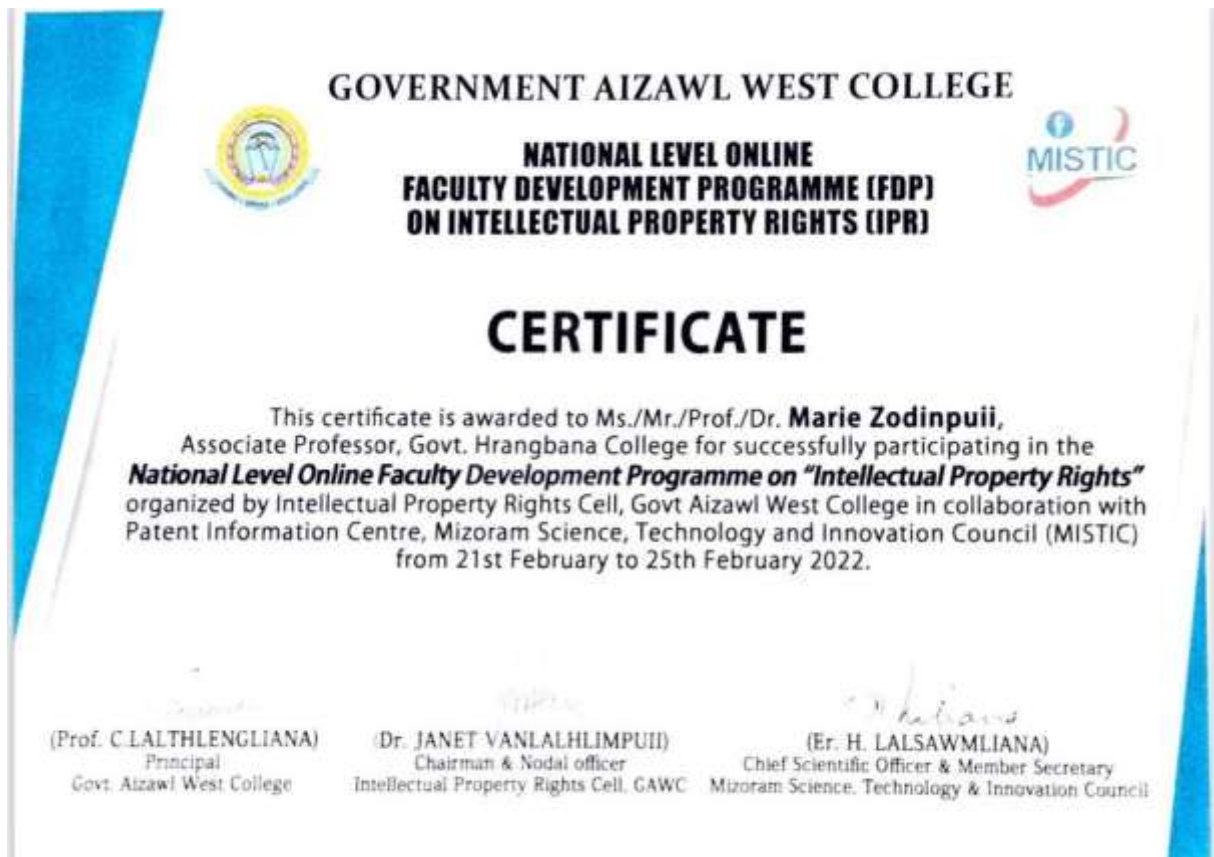 GOVERNMENT AIZAWL WEST COLLEGE
NATIONAL LEVEL ONLINE
FACULTY DEVELOPMENT PROGRAMME (FDP)
ON INTELLECTUAL PROPERTY RIGHTS (IPR)
MISTIC
CERTIFICATE
This certificate is awarded to Ms./Mr./Prof./Dr. Marie Zodinpuii,
Associate Professor, Govt. Hrangbana College for successfully participating in the
National Level Online Faculty Development Programme on “Intellectual Property Rights”
organized by Intellectual Property Rights Cell, Govt Aizawl West College in collaboration with
Patent Information Centre, Mizoram Science, Technology and Innovation Council (MISTIC)
from 21st February to 25th February 2022.
(Prof. C.LALTHLENGLIANA)
Principal
Govt. Aizawl West College
(Dr. JANET VANLALHLIMPUII)
Chairman & Nodal officer
Intellectual Property Rights Cell, GAWC
(Er. H. LALSAWMLIANA)
Chief Scientific Officer & Member Secretary
Mizoram Science, Technology & Innovation Council